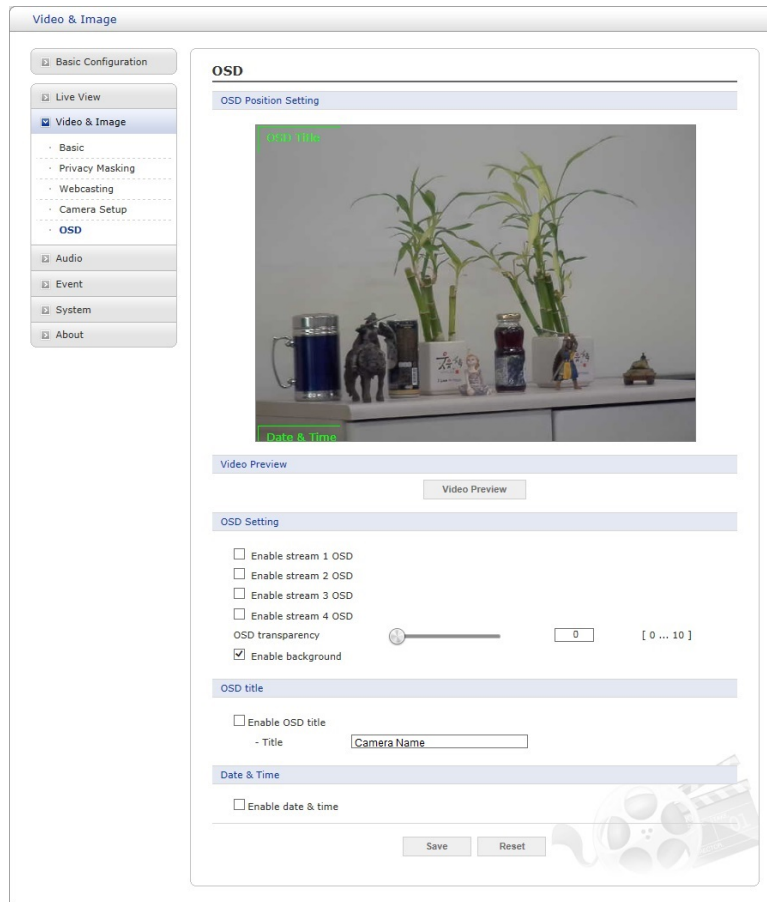 Video & Image
Basic Configuration
Live View
Video & Image
Basic
Privacy Masking
Webcasting
Camera Setup
OSD
Audio
Event
System
About
OSD
OSD Position Setting
OSD Title
Date & Time
Video Preview
Video Preview
OSD Setting
Enable stream 1 OSD
Enable stream 2 OSD
Enable stream 3 OSD
Enable stream 4 OSD
OSD transparency 0 [ 0 ... 10 ]
Enable background
OSD title
Enable OSD title
- Title Camera Name
Date & Time
Enable date & time
Save Reset